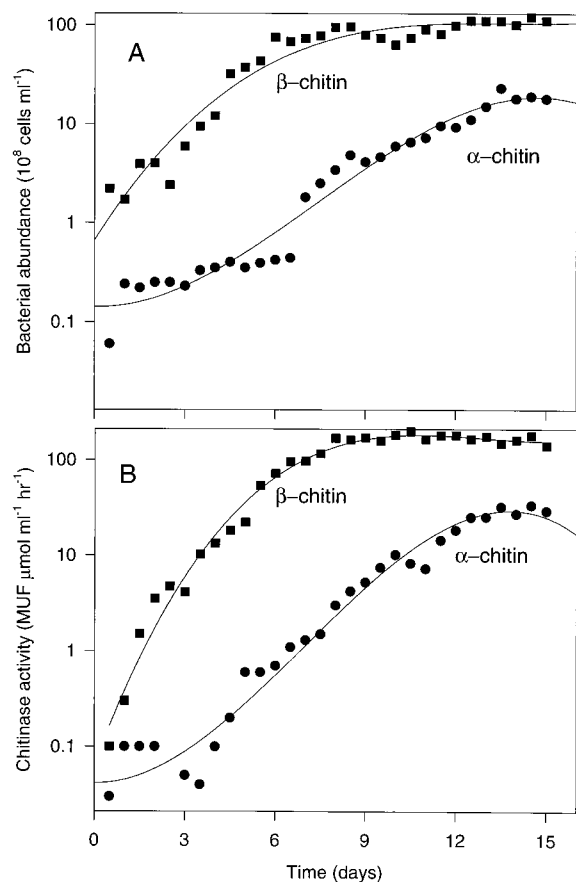 A
Bacterial abundance (10⁸ cells ml⁻¹)
100
10
1
0.1
β–chitin
α–chitin
B
Chitinase activity (MUF μmol ml⁻¹ hr⁻¹)
100
10
1
0.1
β–chitin
α–chitin
0 3 6 9 12 15
Time (days)